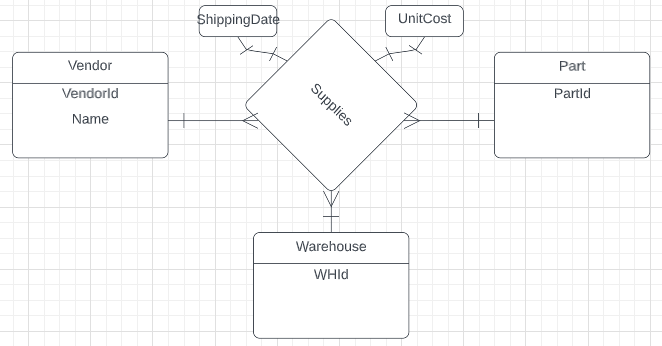 ShippingDate
UnitCost
Vendor
VendorId
Name
Supplies
Part
PartId
Warehouse
WHId